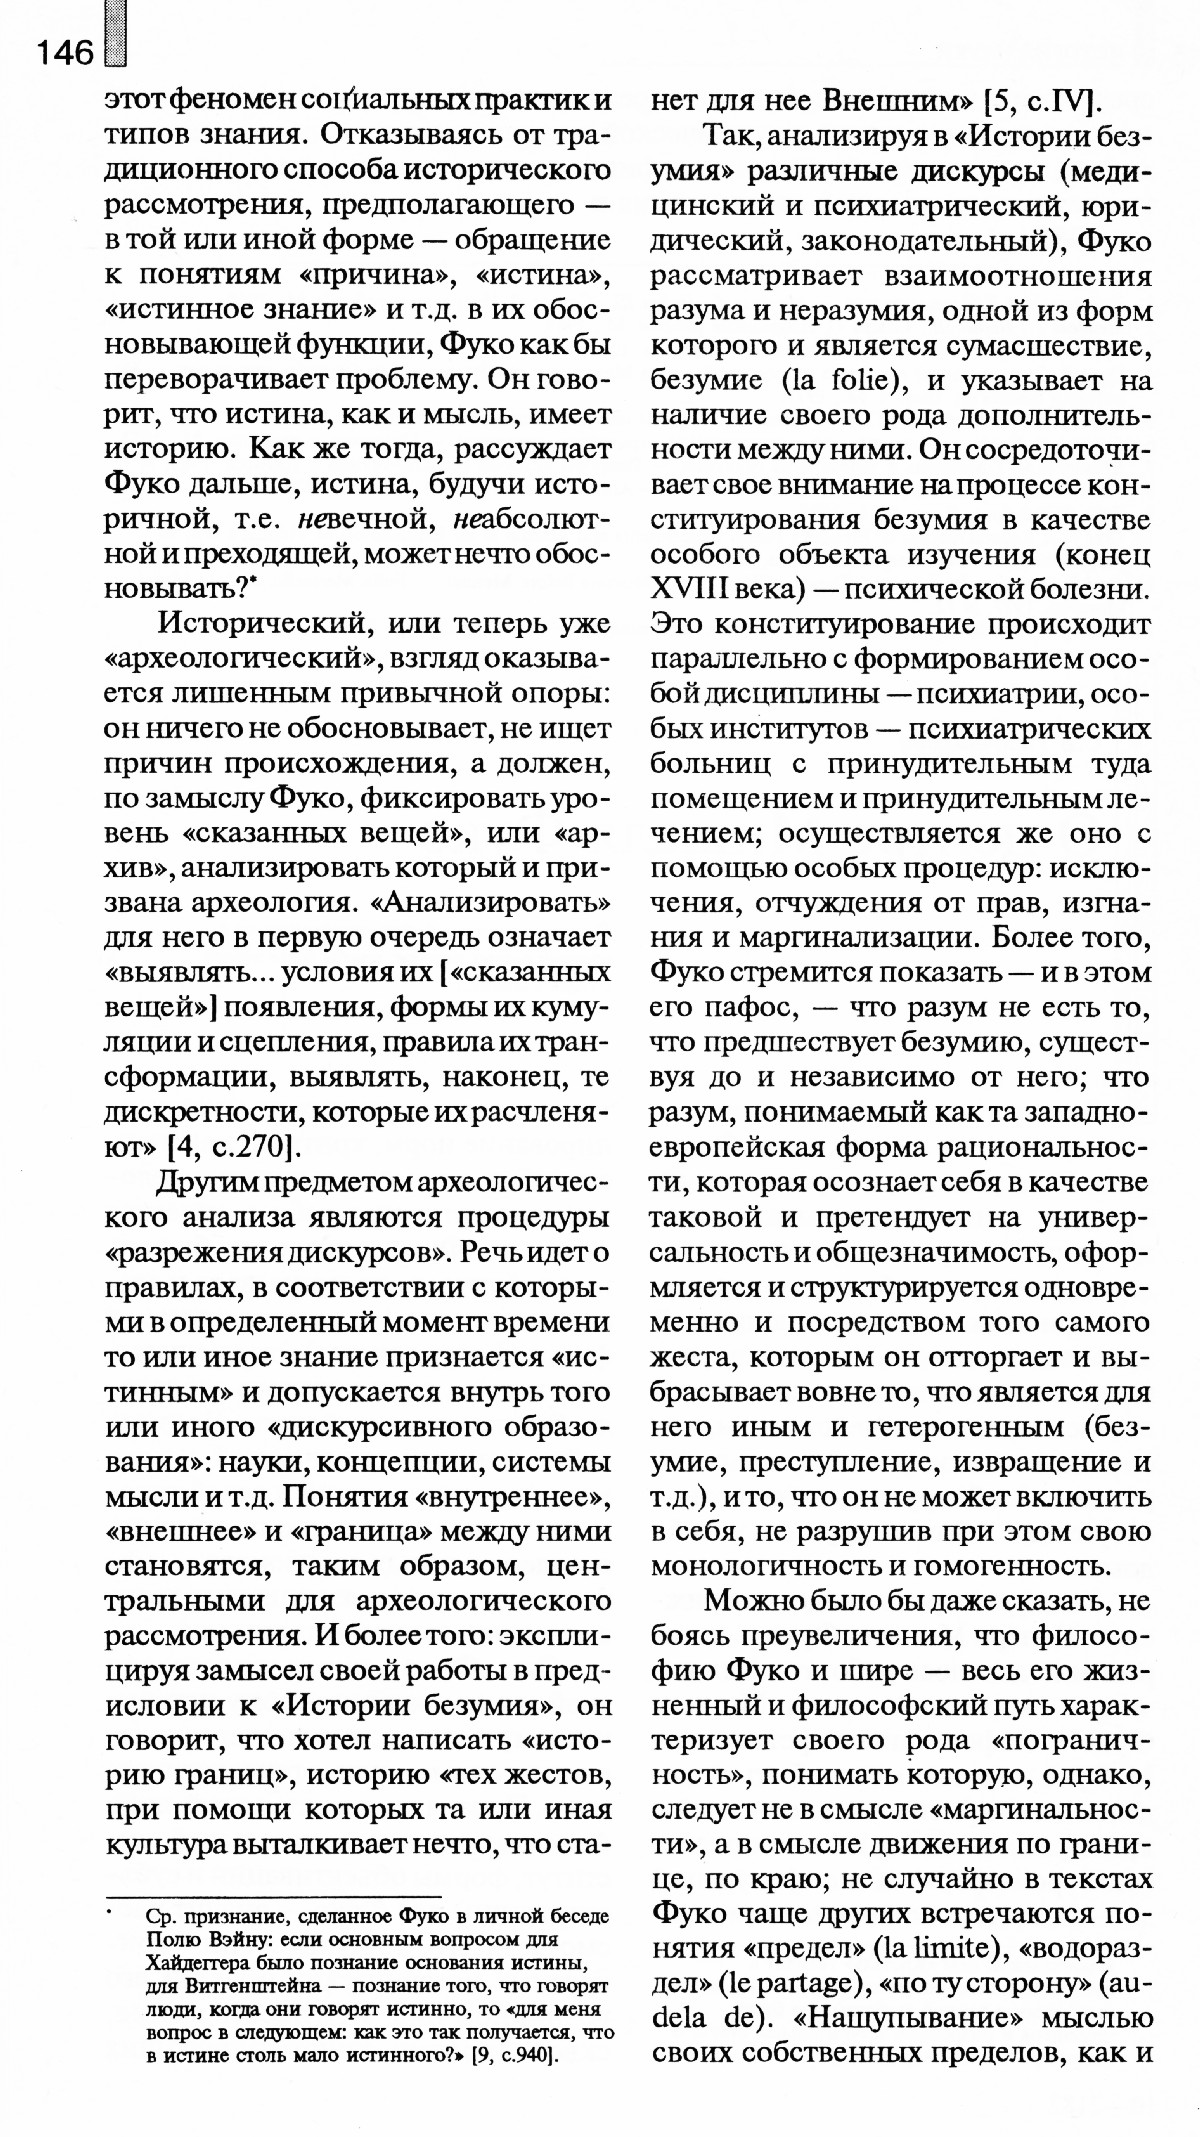 146
этот феномен социальных практик и
типов знания. Отказываясь от тра-
диционного способа исторического
рассмотрения, предполагающего —
в той или иной форме — обращение
к понятиям «причина», «истина»,
«истинное знание» и т.д. в их обос-
новывающей функции, Фуко как бы
переворачивает проблему. Он гово-
рит, что истина, как и мысль, имеет
историю. Как же тогда, рассуждает
Фуко дальше, истина, будучи исто-
ричной, т.е. невечной, неабсолют-
ной и преходящей, может нечто обос-
новывать?*
Исторический, или теперь уже
«археологический», взгляд оказыва-
ется лишенным привычной опоры:
он ничего не обосновывает, не ищет
причин происхождения, а должен,
по замыслу Фуко, фиксировать уро-
вень «сказанных вещей», или «ар-
хив», анализировать который и при-
звана археология. «Анализировать»
для него в первую очередь означает
«выявлять... условия их [«сказанных
вещей»] появления, формы их куму-
ляции и сцепления, правила их тран-
сформации, выявлять, наконец, те
дискретности, которые их расчленя-
ют» [4, с.270].
Другим предметом археологичес-
кого анализа являются процедуры
«разрежения дискурсов». Речь идет о
правилах, в соответствии с которы-
ми в определенный момент времени
то или иное знание признается «ис-
тинным» и допускается внутрь того
или иного «дискурсивного образо-
вания»: науки, концепции, системы
мысли и т.д. Понятия «внутреннее»,
«внешнее» и «граница» между ними
становятся, таким образом, цен-
тральными для археологического
рассмотрения. И более того: экспли-
цируя замысел своей работы в пред-
исловии к «Истории безумия», он
говорит, что хотел написать «исто-
рию границ», историю «тех жестов,
при помощи которых та или иная
культура выталкивает нечто, что ста-
* Ср. признание, сделанное Фуко в личной беседе
Полю Вэйну: если основным вопросом для
Хайдеггера было познание основания истины,
для Витгенштейна — познание того, что говорят
люди, когда они говорят истинно, то «для меня
вопрос в следующем: как это так получается, что
в истине столь мало истинного?» [9, с.940].
нет для нее Внешним» [5, с.IV].
Так, анализируя в «Истории без-
умия» различные дискурсы (меди-
цинский и психиатрический, юри-
дический, законодательный), Фуко
рассматривает взаимоотношения
разума и неразумия, одной из форм
которого и является сумасшествие,
безумие (la folie), и указывает на
наличие своего рода дополнитель-
ности между ними. Он сосредоточи-
вает свое внимание на процессе кон-
ституирования безумия в качестве
особого объекта изучения (конец
XVIII века) — психической болезни.
Это конституирование происходит
параллельно с формированием осо-
бой дисциплины — психиатрии, осо-
бых институтов — психиатрических
больниц с принудительным туда
помещением и принудительным ле-
чением; осуществляется же оно с
помощью особых процедур: исклю-
чения, отчуждения от прав, изгна-
ния и маргинализации. Более того,
Фуко стремится показать — и в этом
его пафос, — что разум не есть то,
что предшествует безумию, сущест-
вуя до и независимо от него; что
разум, понимаемый как та западно-
европейская форма рациональнос-
ти, которая осознает себя в качестве
таковой и претендует на универ-
сальность и общезначимость, офор-
мляется и структурируется одновре-
менно и посредством того самого
жеста, которым он отторгает и вы-
брасывает вовне то, что является для
него иным и гетерогенным (без-
умие, преступление, извращение и
т.д.), и то, что он не может включить
в себя, не разрушив при этом свою
монологичность и гомогенность.
Можно было бы даже сказать, не
боясь преувеличения, что филосо-
фию Фуко и шире — весь его жиз-
ненный и философский путь харак-
теризует своего рода «погранич-
ность», понимать которую, однако,
следует не в смысле «маргинальнос-
ти», а в смысле движения по грани-
це, по краю; не случайно в текстах
Фуко чаще других встречаются по-
нятия «предел» (la limite), «водораз-
дел» (le partage), «по ту сторону» (au-
dela de). «Нащупывание» мыслью
своих собственных пределов, как и